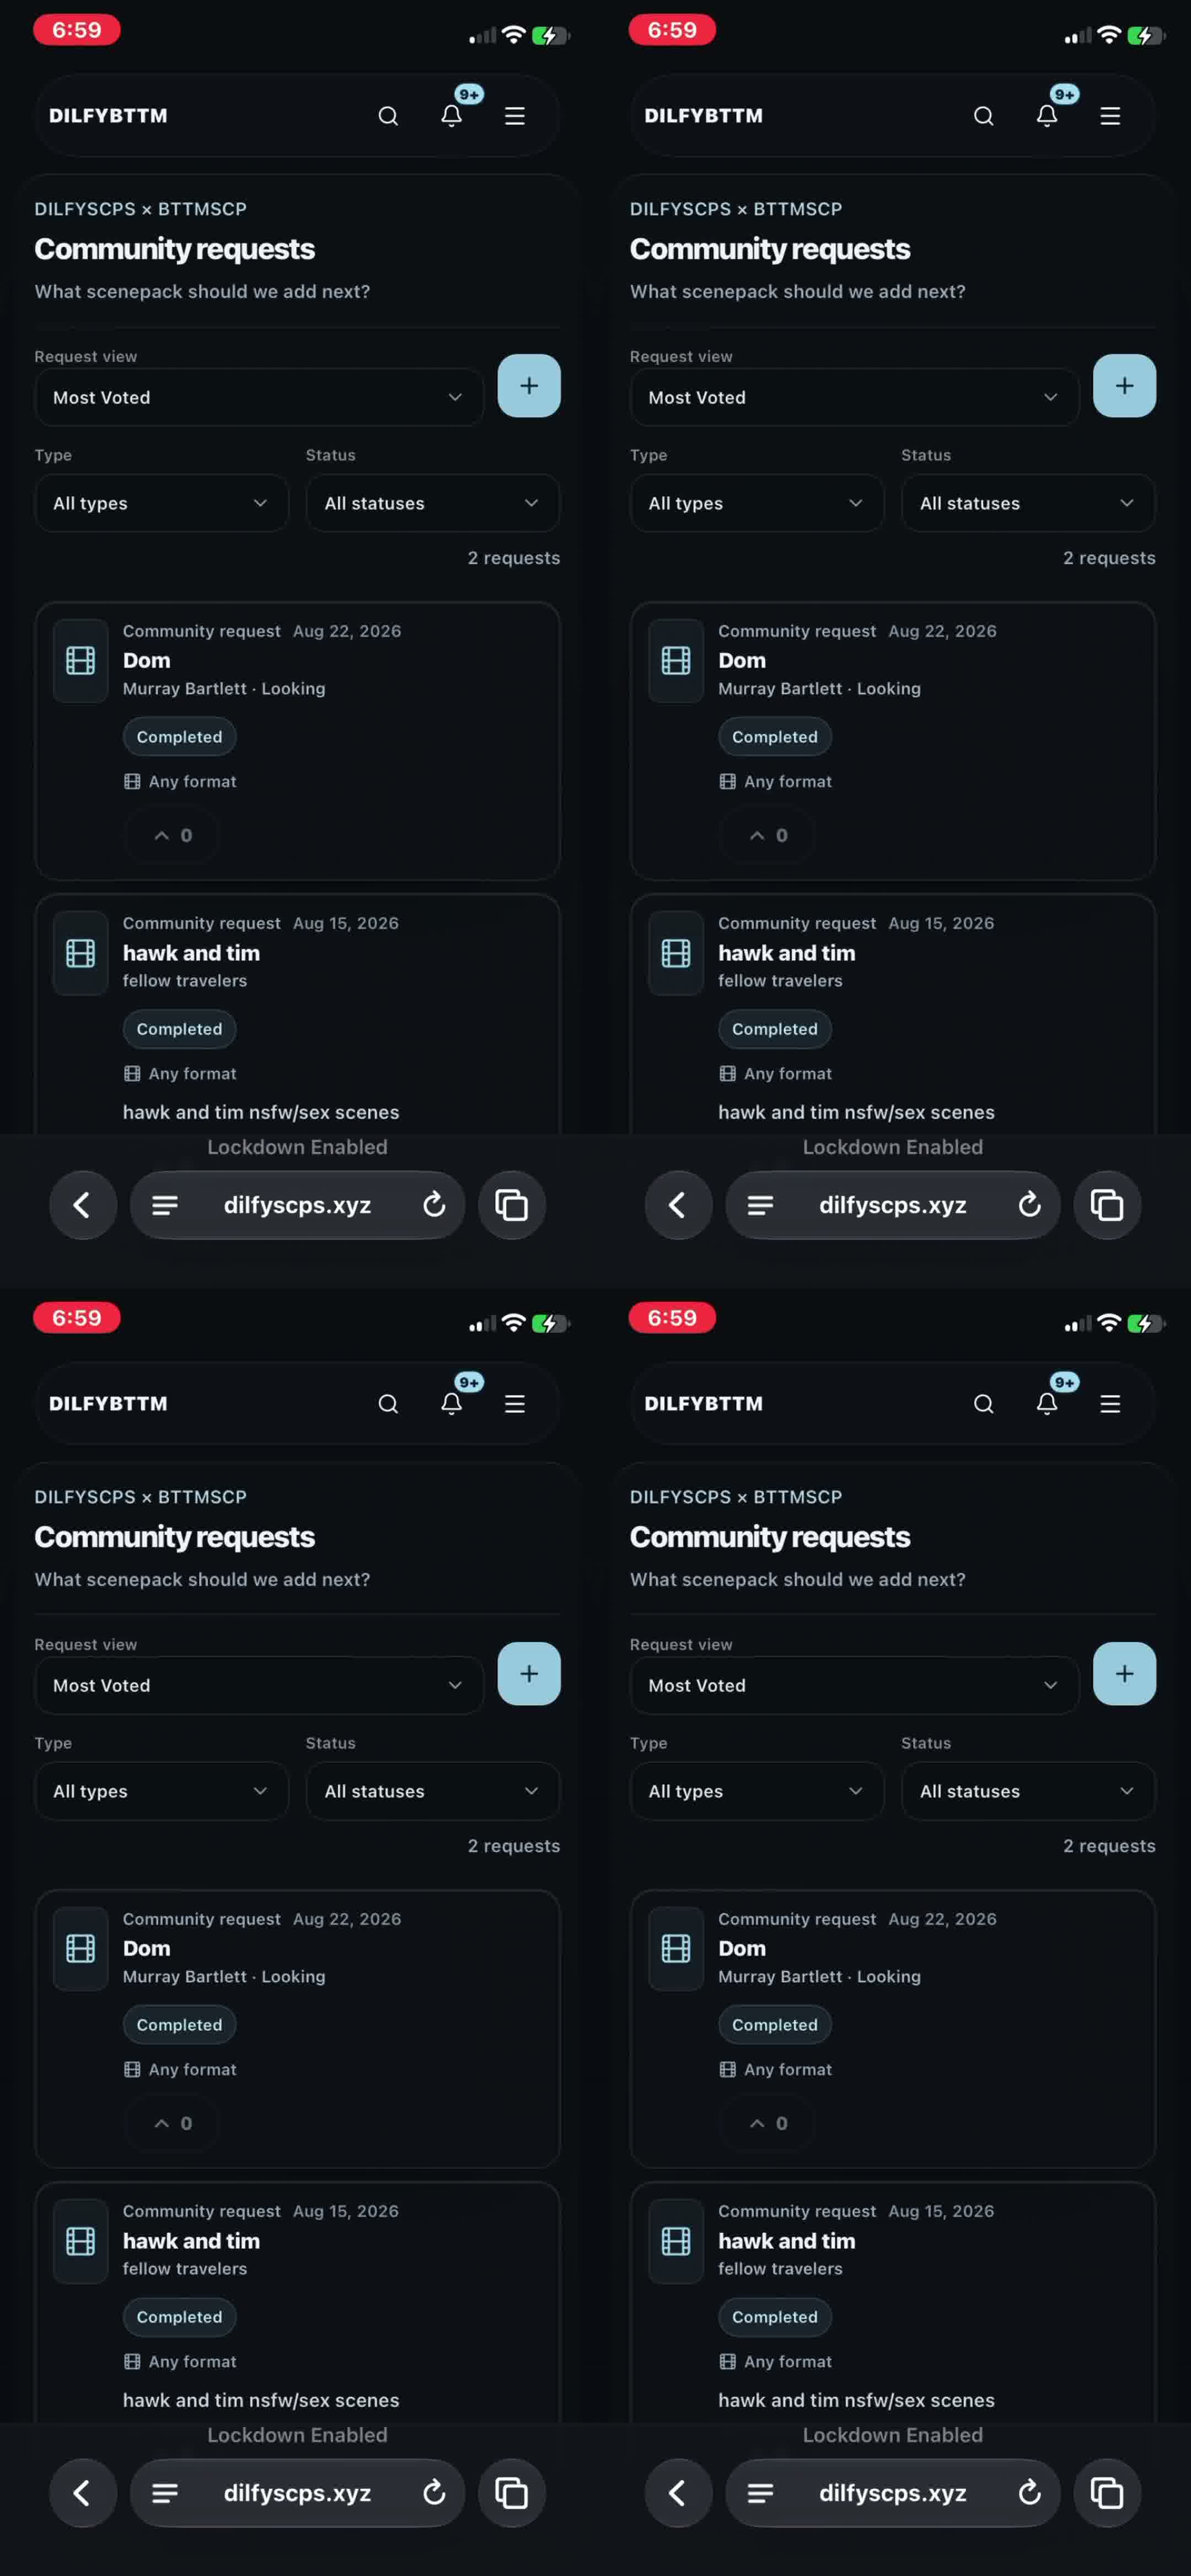 6:59
DILFYBTTM
9+
DILFYSCPS × BTTMSCP
Community requests
What scenepack should we add next?
Request view
Most Voted
+
Type
Status
All types
All statuses
2 requests
Community request Aug 22, 2026
Dom
Murray Bartlett · Looking
Completed
Any format
0
Community request Aug 15, 2026
hawk and tim
fellow travelers
Completed
Any format
hawk and tim nsfw/sex scenes
Lockdown Enabled
dilfyscps.xyz
6:59
DILFYBTTM
9+
DILFYSCPS × BTTMSCP
Community requests
What scenepack should we add next?
Request view
Most Voted
+
Type
Status
All types
All statuses
2 requests
Community request Aug 22, 2026
Dom
Murray Bartlett · Looking
Completed
Any format
0
Community request Aug 15, 2026
hawk and tim
fellow travelers
Completed
Any format
hawk and tim nsfw/sex scenes
Lockdown Enabled
dilfyscps.xyz
6:59
DILFYBTTM
9+
DILFYSCPS × BTTMSCP
Community requests
What scenepack should we add next?
Request view
Most Voted
+
Type
Status
All types
All statuses
2 requests
Community request Aug 22, 2026
Dom
Murray Bartlett · Looking
Completed
Any format
0
Community request Aug 15, 2026
hawk and tim
fellow travelers
Completed
Any format
hawk and tim nsfw/sex scenes
Lockdown Enabled
dilfyscps.xyz
6:59
DILFYBTTM
9+
DILFYSCPS × BTTMSCP
Community requests
What scenepack should we add next?
Request view
Most Voted
+
Type
Status
All types
All statuses
2 requests
Community request Aug 22, 2026
Dom
Murray Bartlett · Looking
Completed
Any format
0
Community request Aug 15, 2026
hawk and tim
fellow travelers
Completed
Any format
hawk and tim nsfw/sex scenes
Lockdown Enabled
dilfyscps.xyz